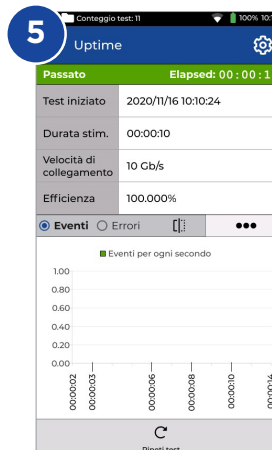 5
Conteggio test: 11
100%
Uptime
Passato
Elapsed: 00:00:1
Test iniziato
2020/11/16 10:10:24
Durata stim.
00:00:10
Velocità di
collegamento
10 Gb/s
Efficienza
100.000%
Eventi
Errori
Eventi per ogni secondo
1.00
0.80
0.60
0.40
0.20
0.00
00:00:02
00:00:03
00:00:06
00:00:08
00:00:10
00:00:14
Ripeti test